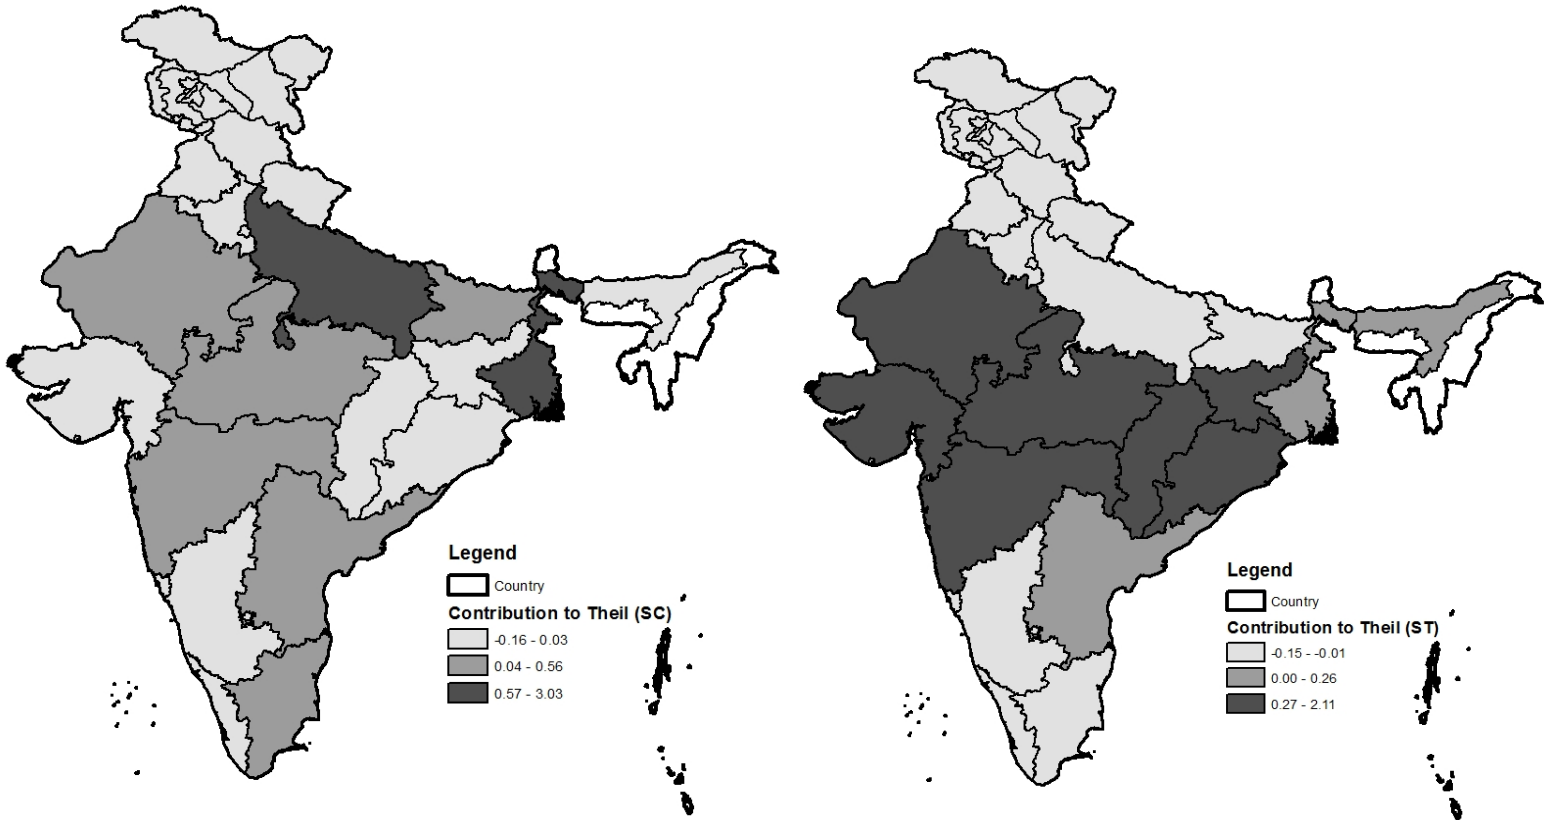 Legend
Country
Contribution to Theil (SC)
-0.16 - 0.03
0.04 - 0.56
0.57 - 3.03
Legend
Country
Contribution to Theil (ST)
-0.15 - -0.01
0.00 - 0.26
0.27 - 2.11